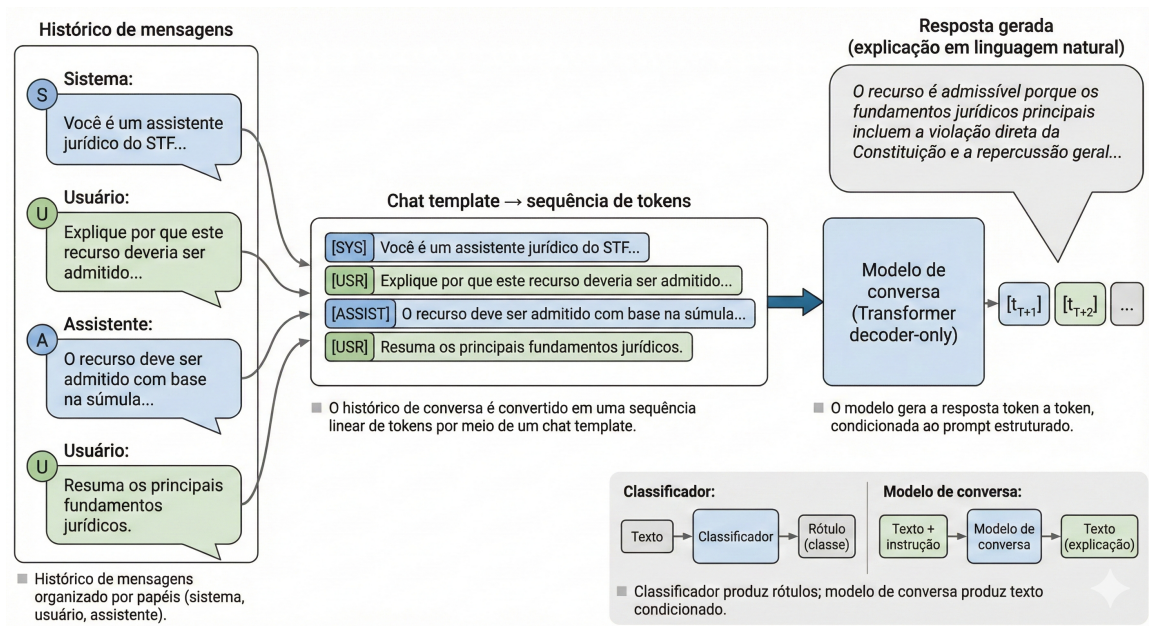 Histórico de mensagens
S
Sistema:
Você é um assistente
jurídico do STF...
U
Usuário:
Explique por que este
recurso deveria ser
admitido...
A
Assistente:
O recurso deve ser
admitido com base
na súmula...
U
Usuário:
Resuma os principais
fundamentos
jurídicos.
Histórico de mensagens
organizado por papéis (sistema,
usuário, assistente).
Chat template → sequência de tokens
[SYS] Você é um assistente jurídico do STF...
[USR] Explique por que este recurso deveria ser admitido...
[ASSIST] O recurso deve ser admitido com base na súmula...
[USR] Resuma os principais fundamentos jurídicos.
O histórico de conversa é convertido em uma sequência
linear de tokens por meio de um chat template.
Resposta gerada
(explicação em linguagem natural)
O recurso é admissível porque os
fundamentos jurídicos principais
incluem a violação direta da
Constituição e a repercussão geral...
Modelo de
conversa
(Transformer
decoder-only)
[tT+1] [tT+2] ...
O modelo gera a resposta token a token,
condicionada ao prompt estruturado.
Classificador:
Texto
Classificador
Rótulo
(classe)
Modelo de conversa:
Texto +
instrução
Modelo de
conversa
Texto
(explicação)
Classificador produz rótulos; modelo de conversa produz texto
condicionado.